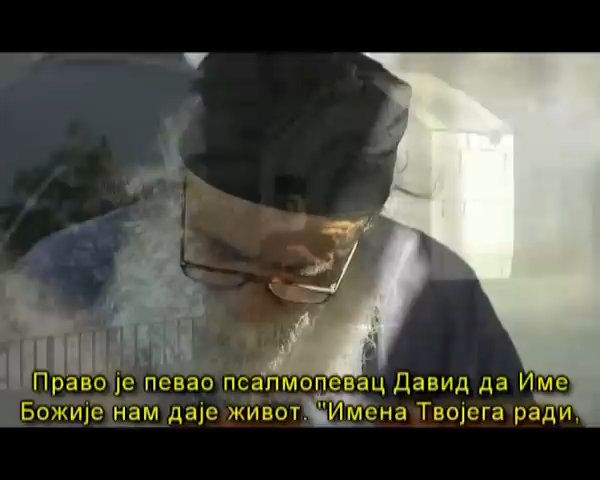 Право је певао псалмопевац Давид да Име
Божије нам даје живот. "Имена Твојега ради,